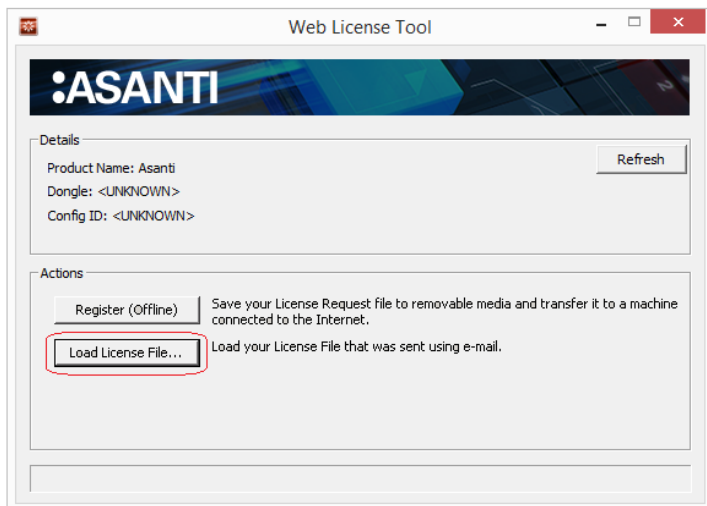 Web License Tool
:ASANTI
Details
Product Name: Asanti
Refresh
Dongle: <UNKNOWN>
Config ID: <UNKNOWN>
Actions
Register (Offline)
Save your License Request file to removable media and transfer it to a machine
connected to the Internet.
Load License File...
Load your License File that was sent using e-mail.